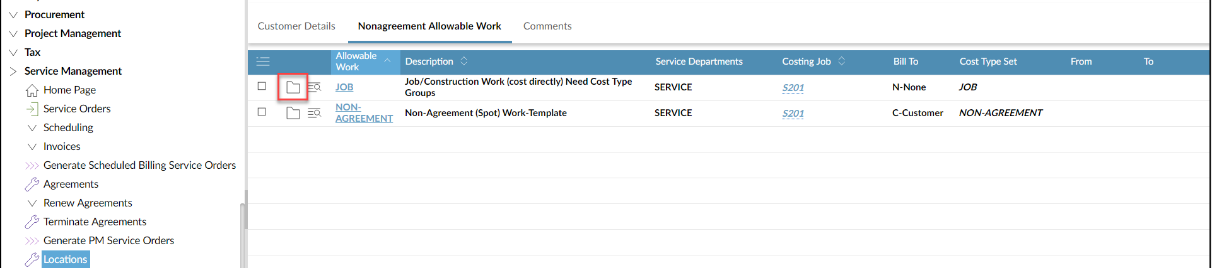 Procurement
Project Management
Tax
Service Management
Home Page
Service Orders
Scheduling
Invoices
Generate Scheduled Billing Service Orders
Agreements
Renew Agreements
Terminate Agreements
Generate PM Service Orders
Locations
Customer Details Nonagreement Allowable Work Comments
Allowable
Work Description Service Departments Costing Job Bill To Cost Type Set From To
JOB Job/Construction Work (cost directly) Need Cost Type
Groups SERVICE S201 N-None JOB
NON-
AGREEMENT Non-Agreement (Spot) Work-Template SERVICE S201 C-Customer NON-AGREEMENT